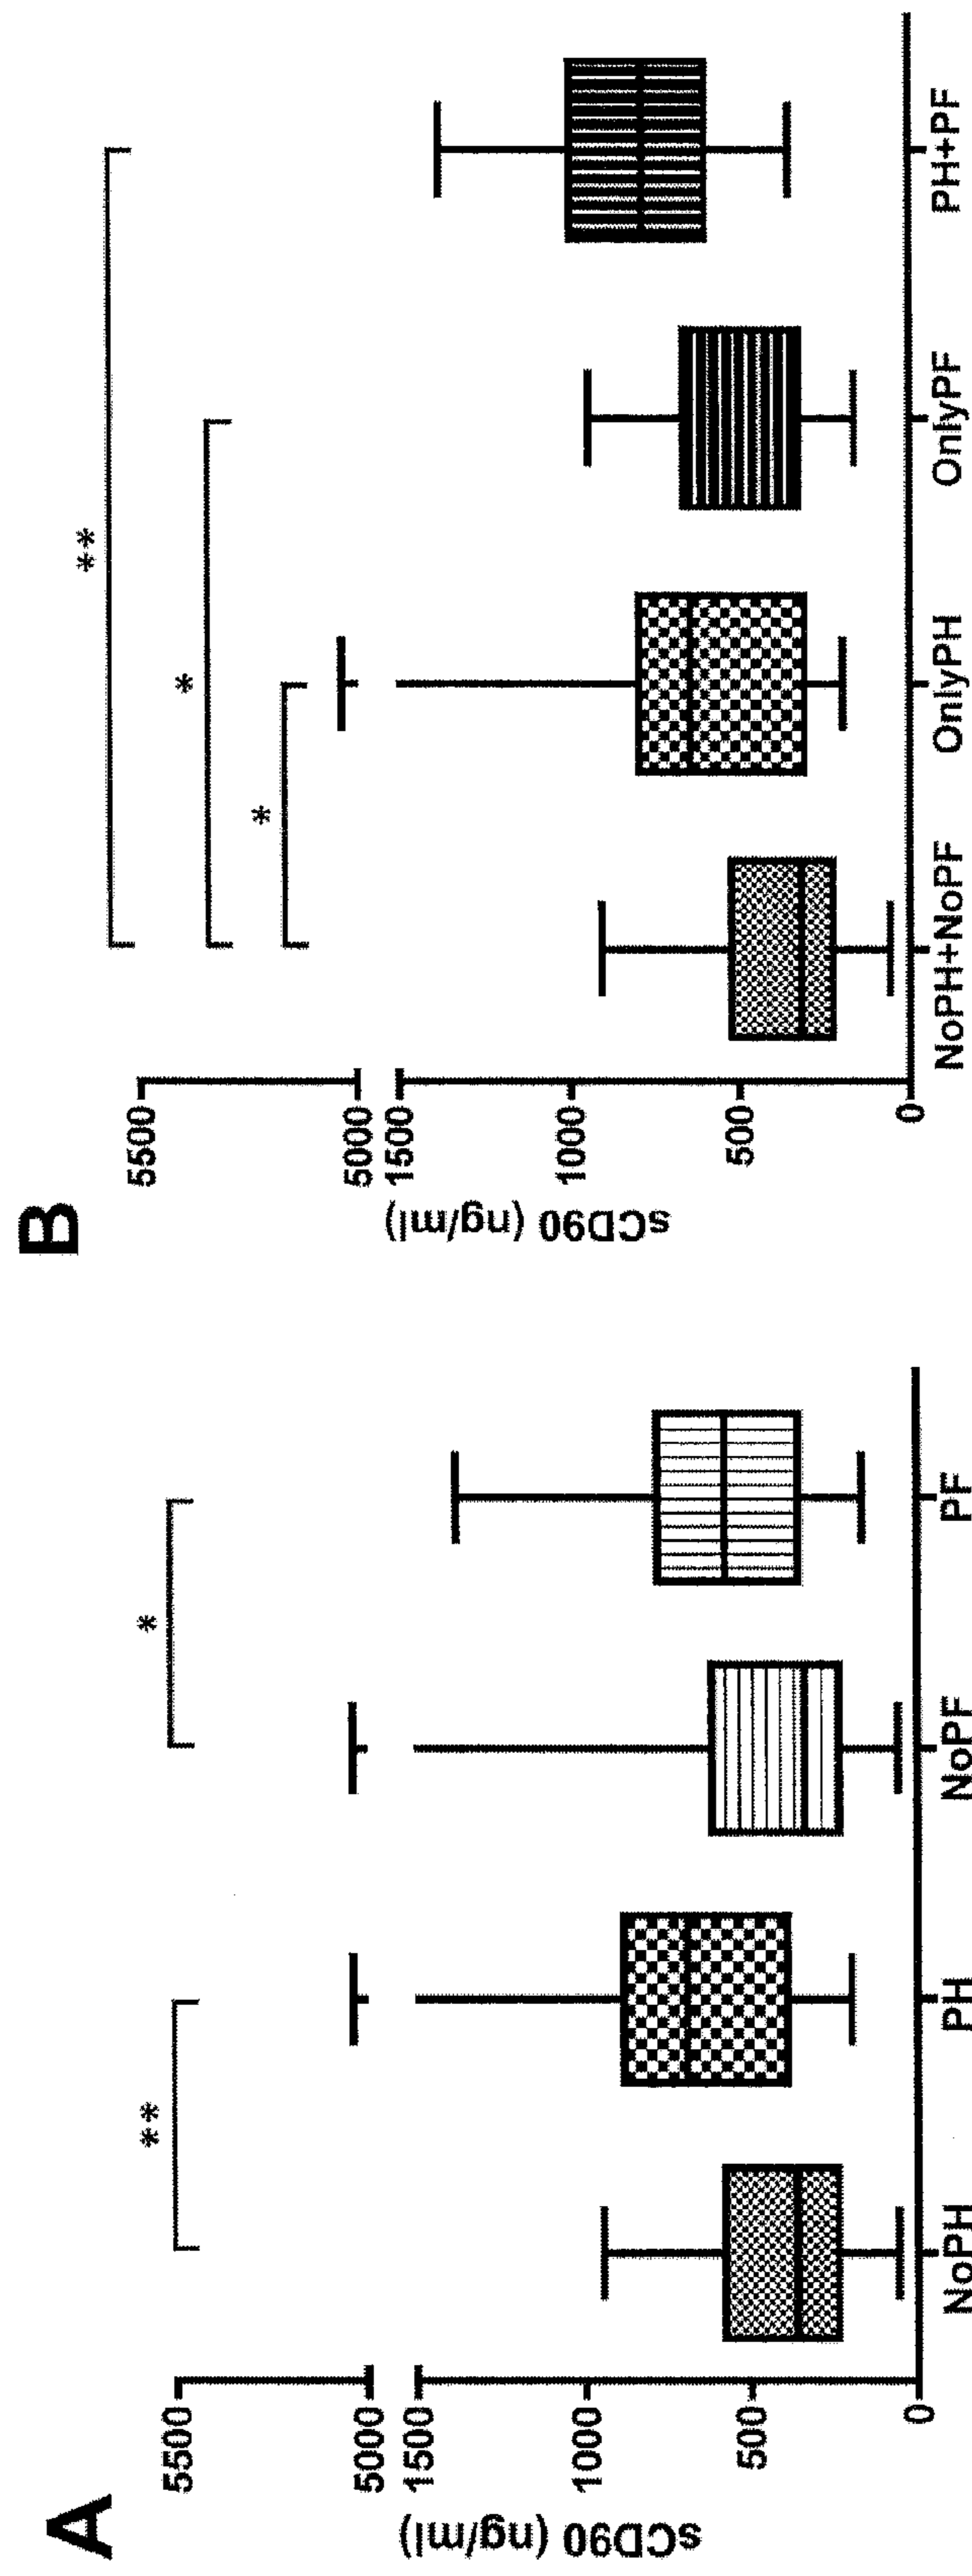 A
sCD90 (ng/ml)
5500
5000
1500
1000
500
0
**
*
NoPH
PH
NoPF
PF
B
sCD90 (ng/ml)
5500
5000
1500
1000
500
0
**
*
*
NoPH+NoPF
OnlyPH
OnlyPF
PH+PF